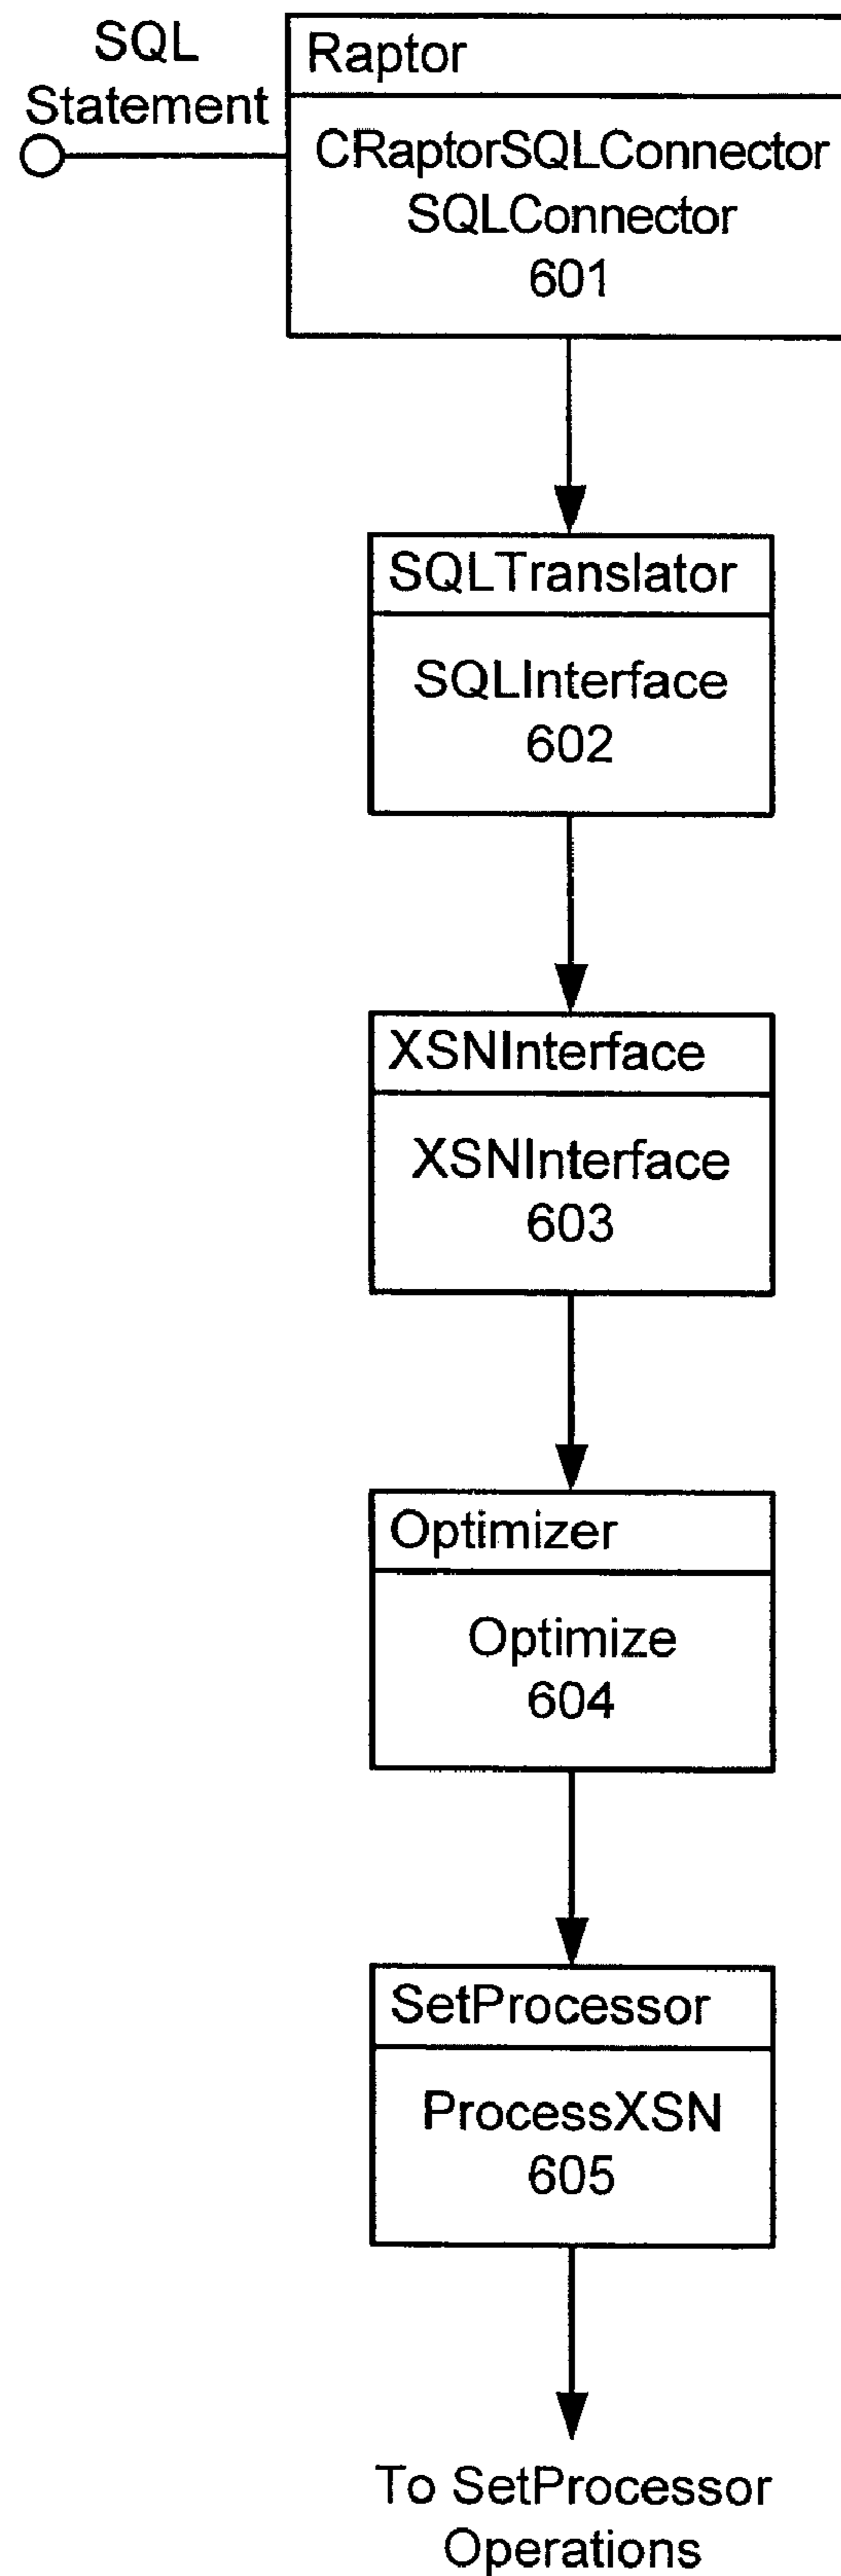 SQL
Statement
Raptor
CRaptorSQLConnector
SQLConnector
601
SQLTranslator
SQLInterface
602
XSNInterface
XSNInterface
603
Optimizer
Optimize
604
SetProcessor
ProcessXSN
605
To SetProcessor
Operations